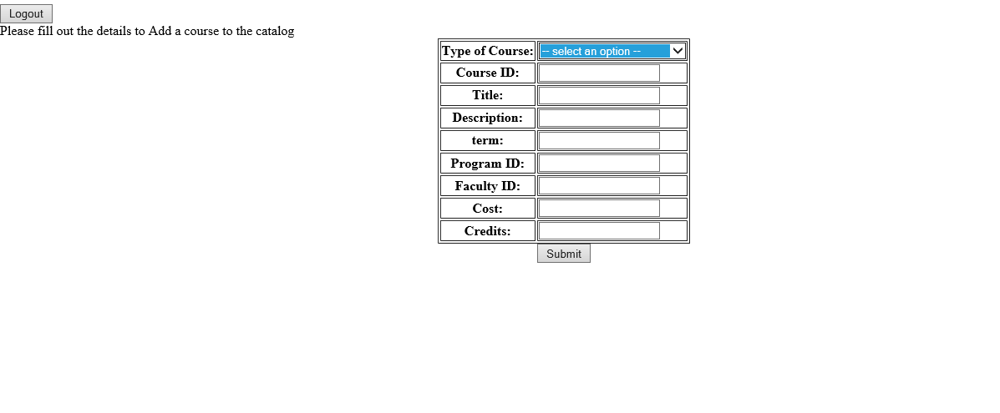 Logout
Please fill out the details to Add a course to the catalog
Type of Course: -- select an option --
Course ID:
Title:
Description:
term:
Program ID:
Faculty ID:
Cost:
Credits:
Submit